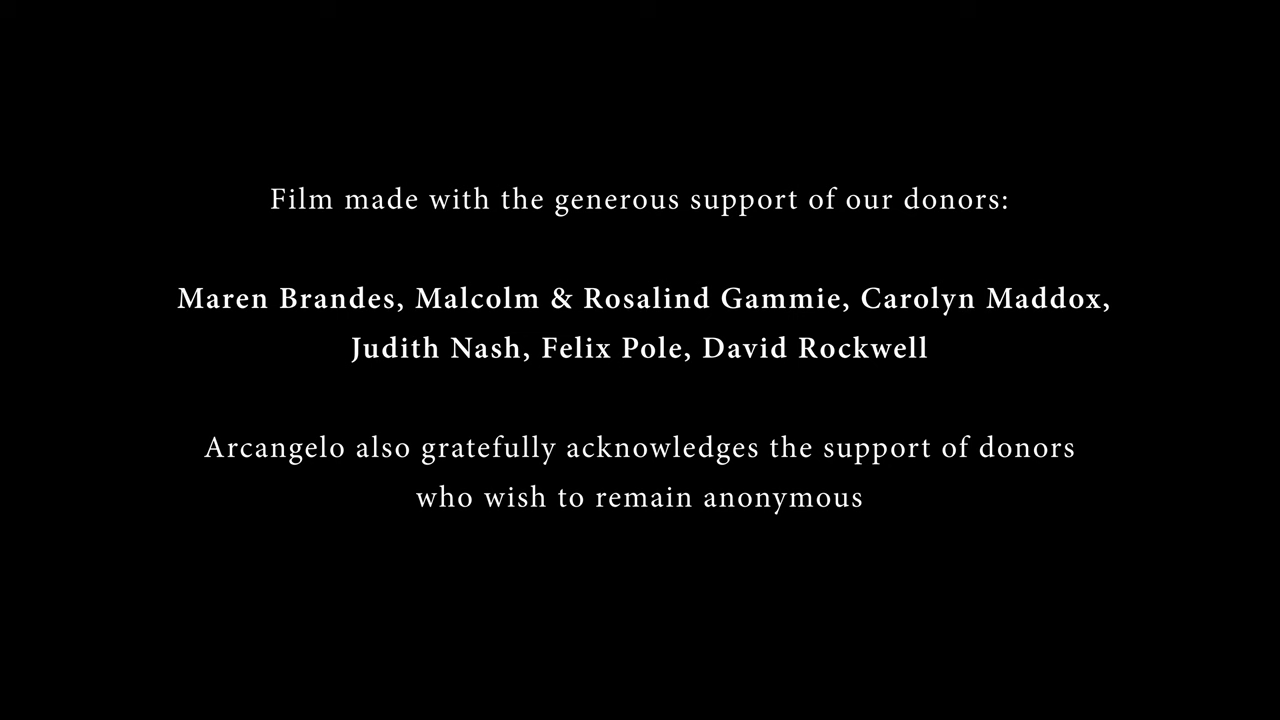 Film made with the generous support of our donors:
Maren Brandes, Malcolm & Rosalind Gammie, Carolyn Maddox,
Judith Nash, Felix Pole, David Rockwell
Arcangelo also gratefully acknowledges the support of donors
who wish to remain anonymous